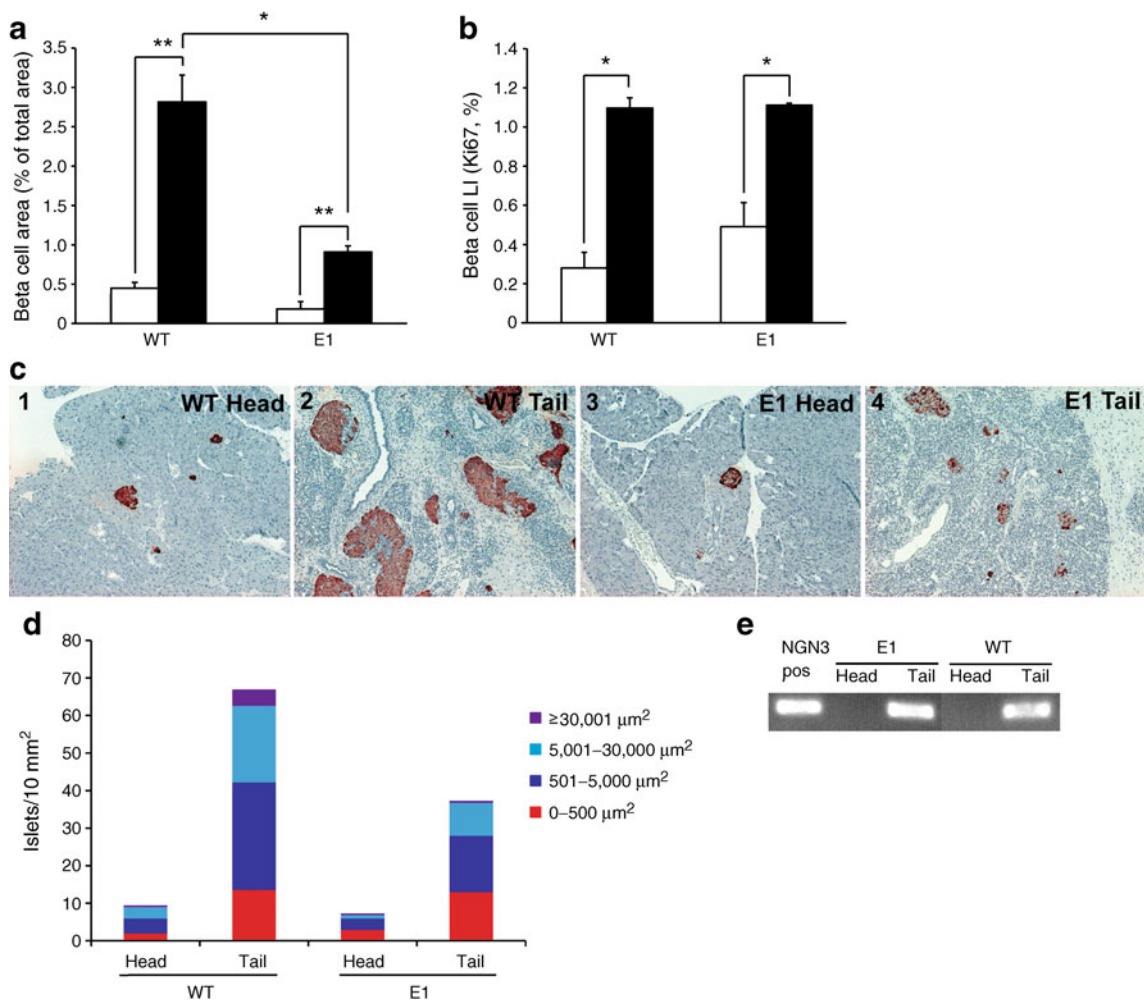 a
Beta cell area (% of total area)
3.5
3.0
2.5
2.0
1.5
1.0
0.5
0
**
*
**
WT
E1
b
Beta cell LI (Ki67, %)
1.4
1.2
1.0
0.8
0.6
0.4
0.2
0
*
*
WT
E1
c
1
WT Head
2
WT Tail
3
E1 Head
4
E1 Tail
d
Islets/10 mm²
80
70
60
50
40
30
20
10
0
Head
Tail
Head
Tail
WT
E1
≥30,001 µm²
5,001–30,000 µm²
501–5,000 µm²
0–500 µm²
e
NGN3
pos
E1
WT
Head
Tail
Head
Tail